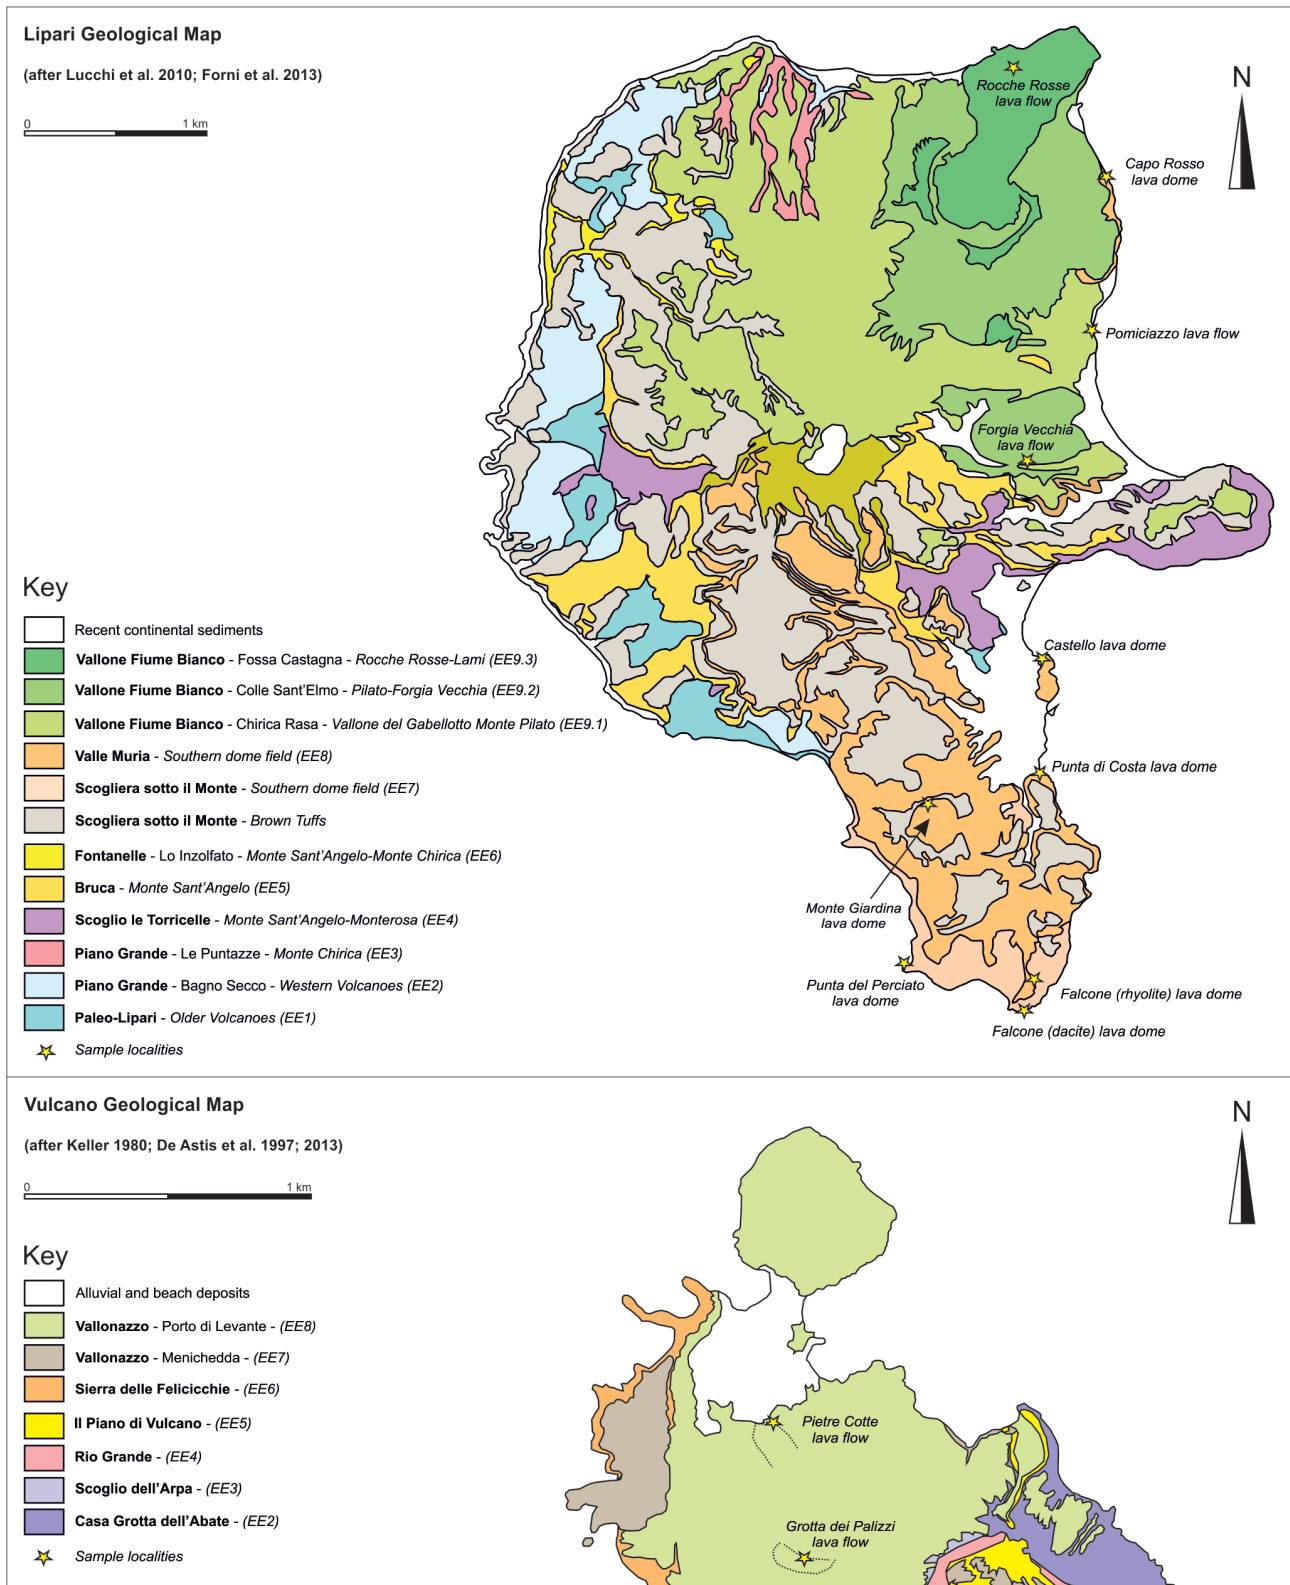 Lipari Geological Map
(after Lucchi et al. 2010; Forni et al. 2013)
0 1 km
N
Rocche Rosse
lava flow
Capo Rosso
lava dome
Pomiciazzo lava flow
Forgia Vecchia
lava flow
Castello lava dome
Punta di Costa lava dome
Monte Giardina
lava dome
Punta del Perciato
lava dome
Falcone (rhyolite) lava dome
Falcone (dacite) lava dome
Key
Recent continental sediments
Vallone Fiume Bianco - Fossa Castagna - Rocche Rosse-Lami (EE9.3)
Vallone Fiume Bianco - Colle Sant'Elmo - Pilato-Forgia Vecchia (EE9.2)
Vallone Fiume Bianco - Chirica Rasa - Vallone del Gabellotto Monte Pilato (EE9.1)
Valle Muria - Southern dome field (EE8)
Scogliera sotto il Monte - Southern dome field (EE7)
Scogliera sotto il Monte - Brown Tuffs
Fontanelle - Lo Inzolfato - Monte Sant'Angelo-Monte Chirica (EE6)
Bruca - Monte Sant'Angelo (EE5)
Scoglio le Torricelle - Monte Sant'Angelo-Monterosa (EE4)
Piano Grande - Le Puntazze - Monte Chirica (EE3)
Piano Grande - Bagno Secco - Western Volcanoes (EE2)
Paleo-Lipari - Older Volcanoes (EE1)
Sample localities
Vulcano Geological Map
(after Keller 1980; De Astis et al. 1997; 2013)
0 1 km
N
Key
Alluvial and beach deposits
Vallonazzo - Porto di Levante - (EE8)
Vallonazzo - Menichedda - (EE7)
Sierra delle Felicicchie - (EE6)
Il Piano di Vulcano - (EE5)
Rio Grande - (EE4)
Scoglio dell'Arpa - (EE3)
Casa Grotta dell'Abate - (EE2)
Sample localities
Pietre Cotte
lava flow
Grotta dei Palizzi
lava flow